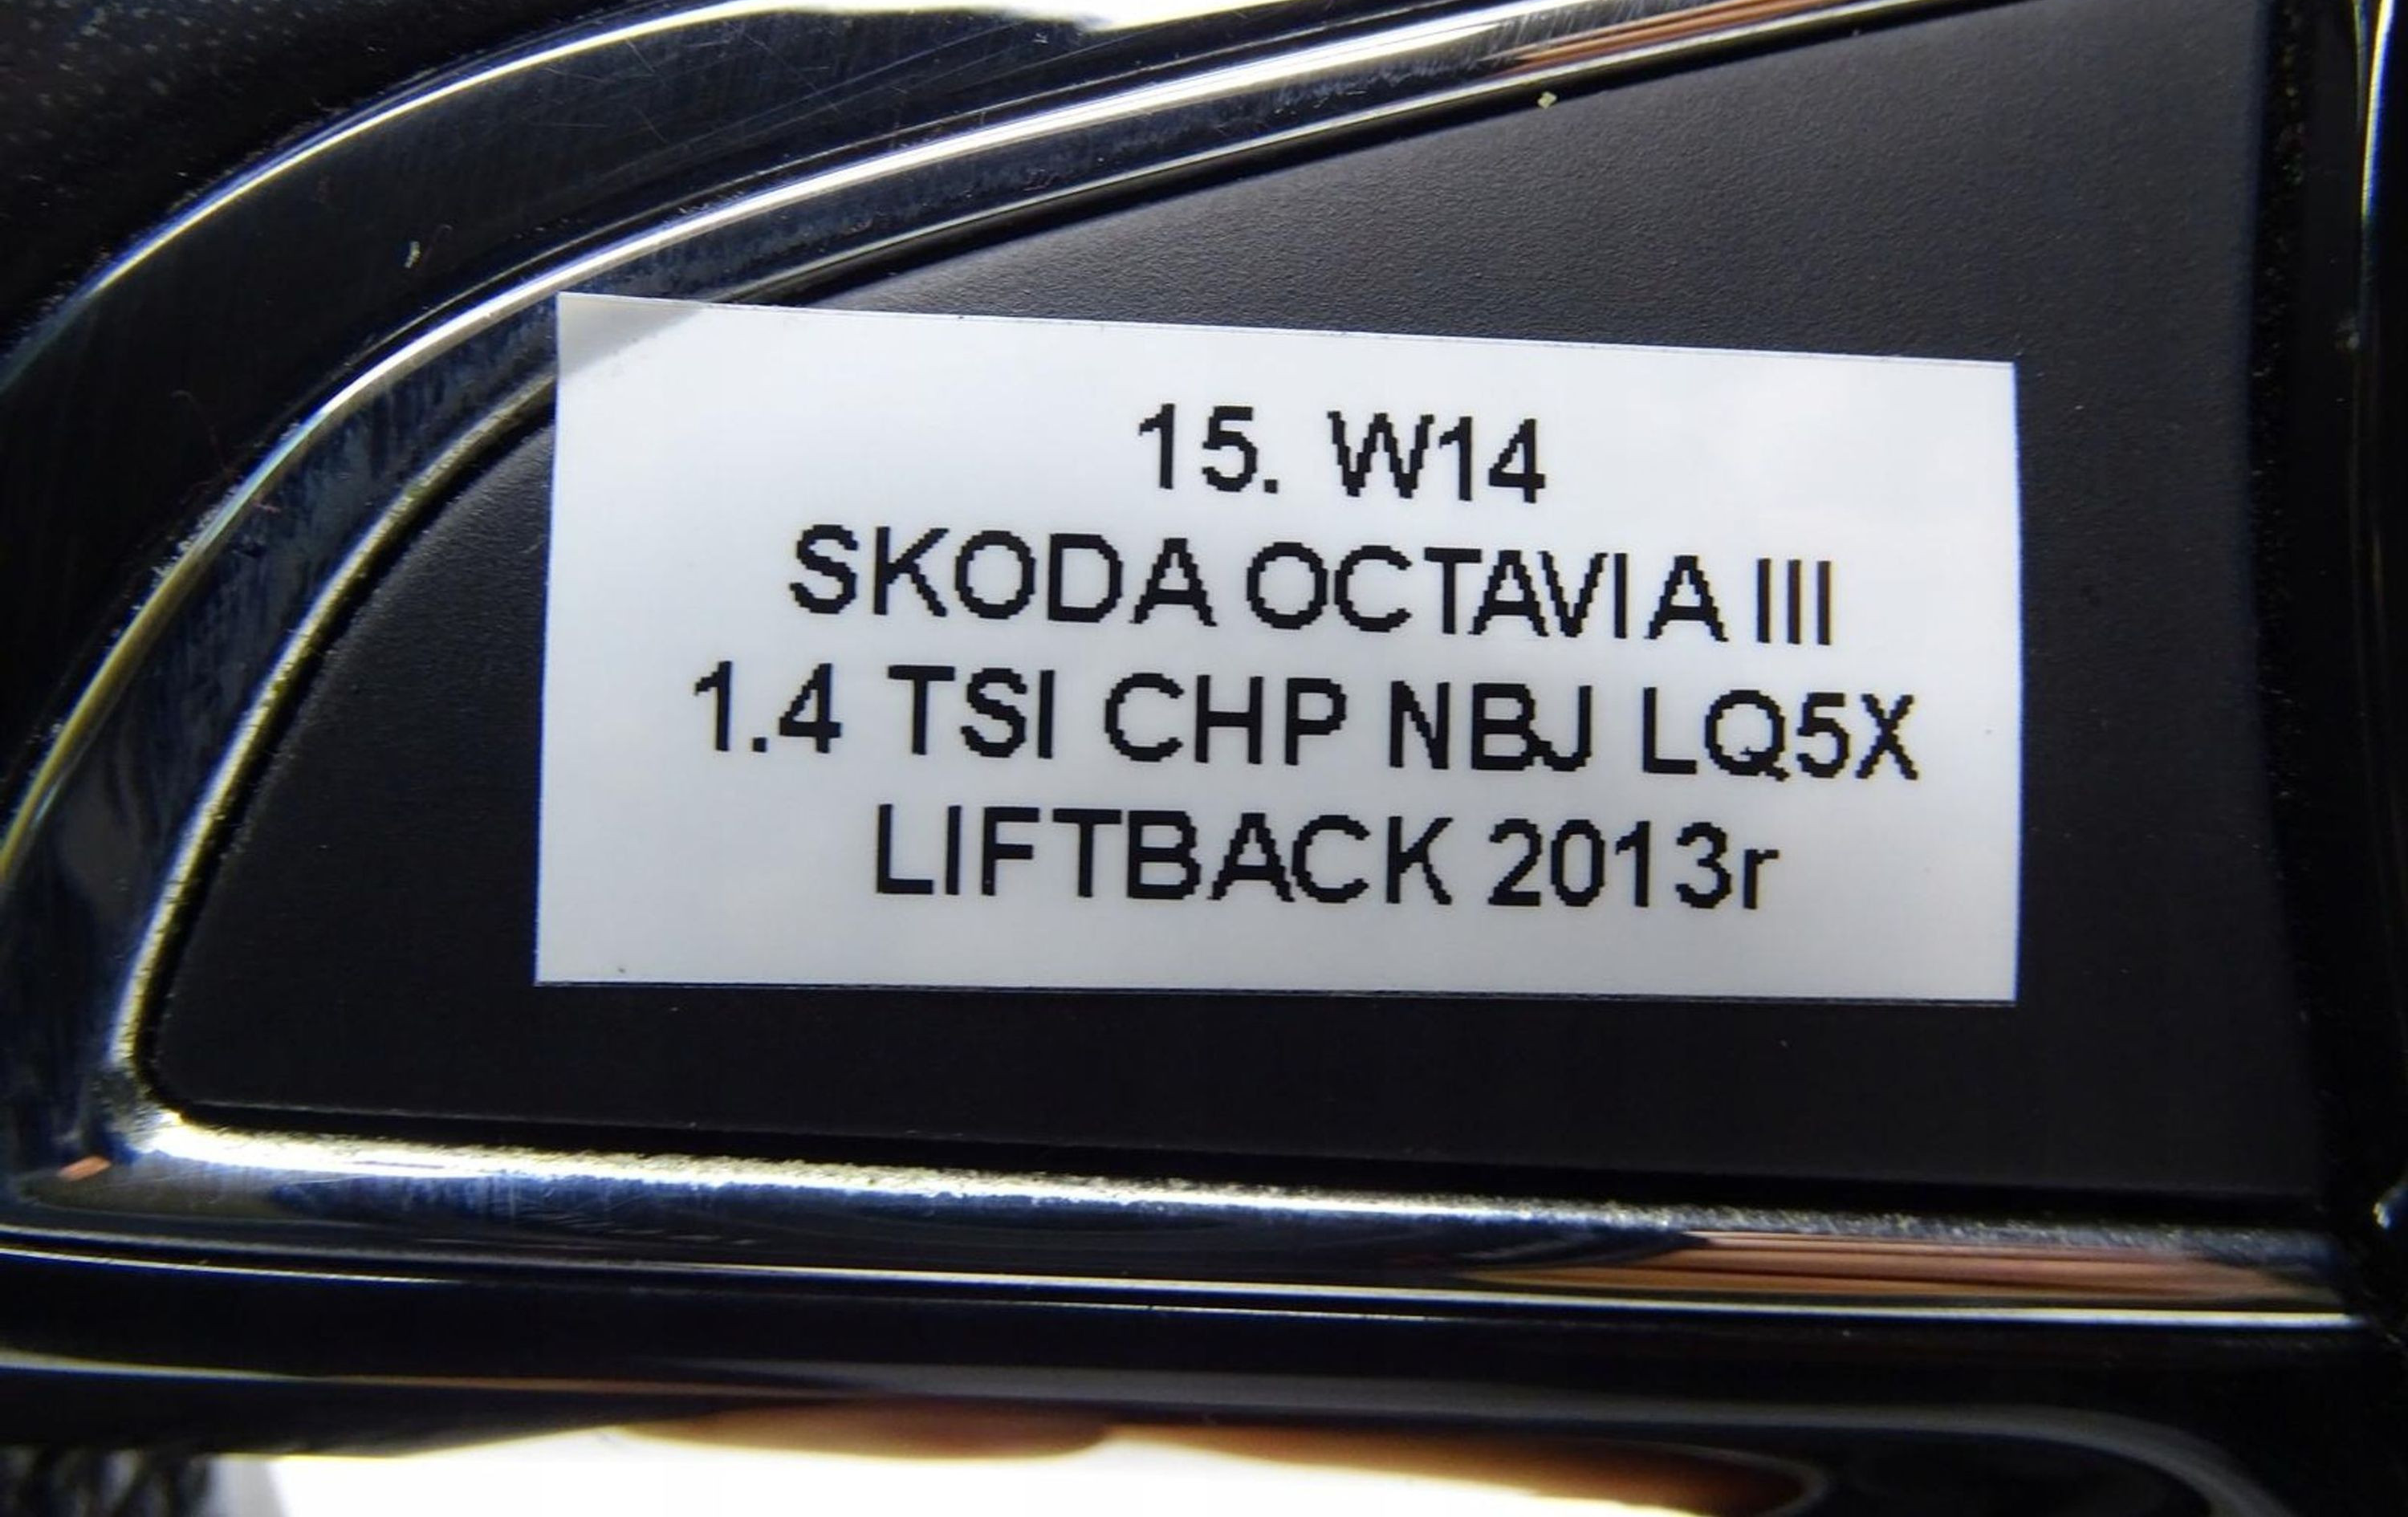 15. W14
SKODA OCTAVIA III
1.4 TSI CHP NBJ LQ5X
LIFTBACK 2013r